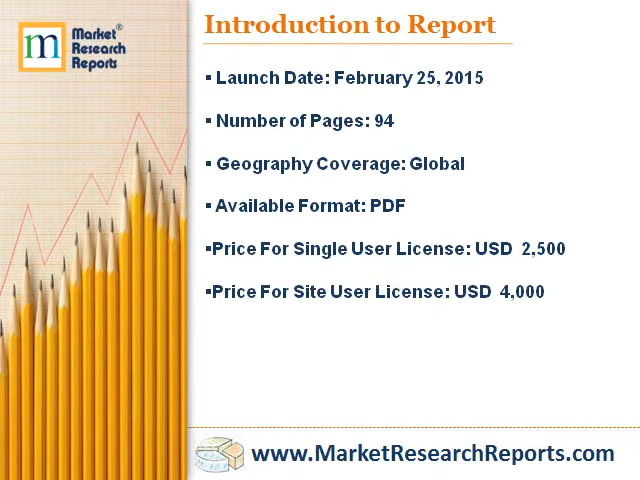 m
Market®
Research
Reports
Introduction to Report
▪ Launch Date: February 25, 2015
▪ Number of Pages: 94
▪ Geography Coverage: Global
▪ Available Format: PDF
▪Price For Single User License: USD  2,500
▪Price For Site User License: USD  4,000
www.MarketResearchReports.com